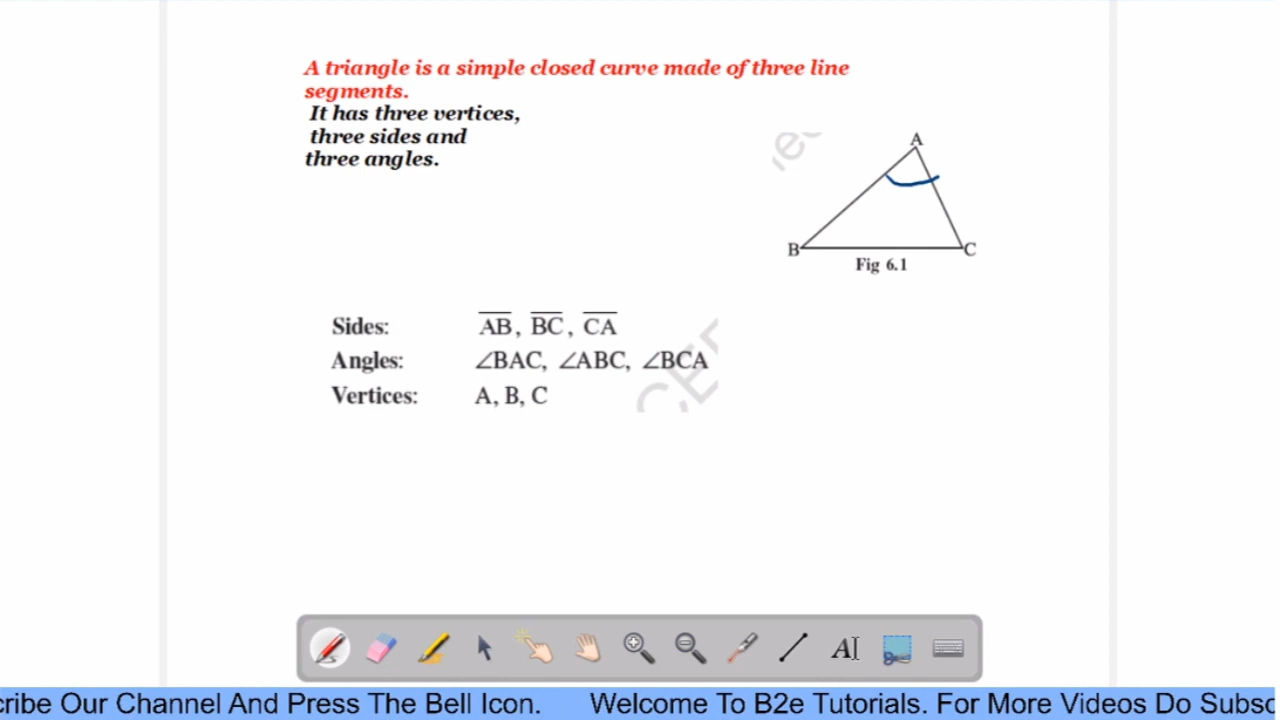 A triangle is a simple closed curve made of three line
segments.
It has three vertices,
three sides and
three angles.
A
B
C
Fig 6.1
Sides: AB, BC, CA
Angles: ∠BAC, ∠ABC, ∠BCA
Vertices: A, B, C
AI
cribe Our Channel And Press The Bell Icon. Welcome To B2e Tutorials. For More Videos Do Subsc